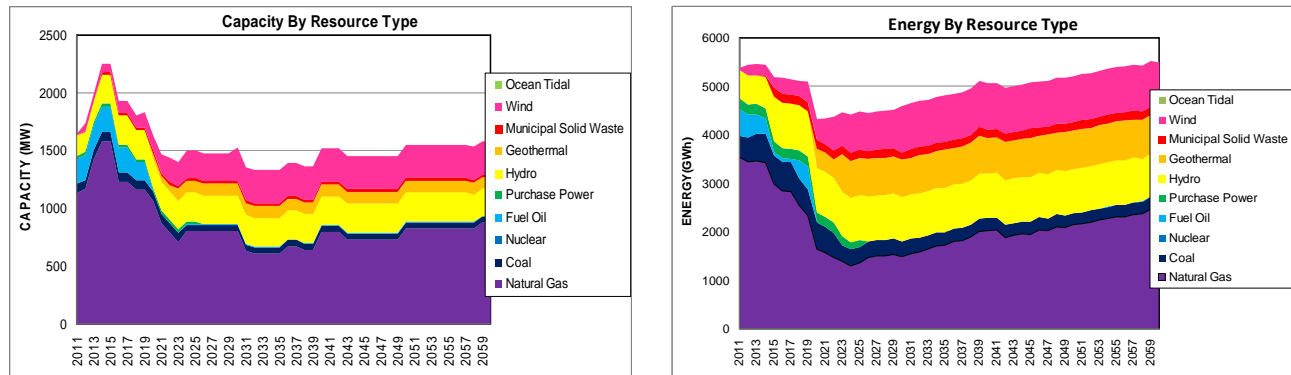 Capacity By Resource Type
2500
2000
1500
1000
500
0
CAPACITY (MW)
2011
2013
2015
2017
2019
2021
2023
2025
2027
2029
2031
2033
2035
2037
2039
2041
2043
2045
2047
2049
2051
2053
2055
2057
2059
Ocean Tidal
Wind
Municipal Solid Waste
Geothermal
Hydro
Purchase Power
Fuel Oil
Nuclear
Coal
Natural Gas
Energy By Resource Type
6000
5000
4000
3000
2000
1000
0
ENERGY(GWh)
2011
2013
2015
2017
2019
2021
2023
2025
2027
2029
2031
2033
2035
2037
2039
2041
2043
2045
2047
2049
2051
2053
2055
2057
2059
Ocean Tidal
Wind
Municipal Solid Waste
Geothermal
Hydro
Purchase Power
Fuel Oil
Nuclear
Coal
Natural Gas